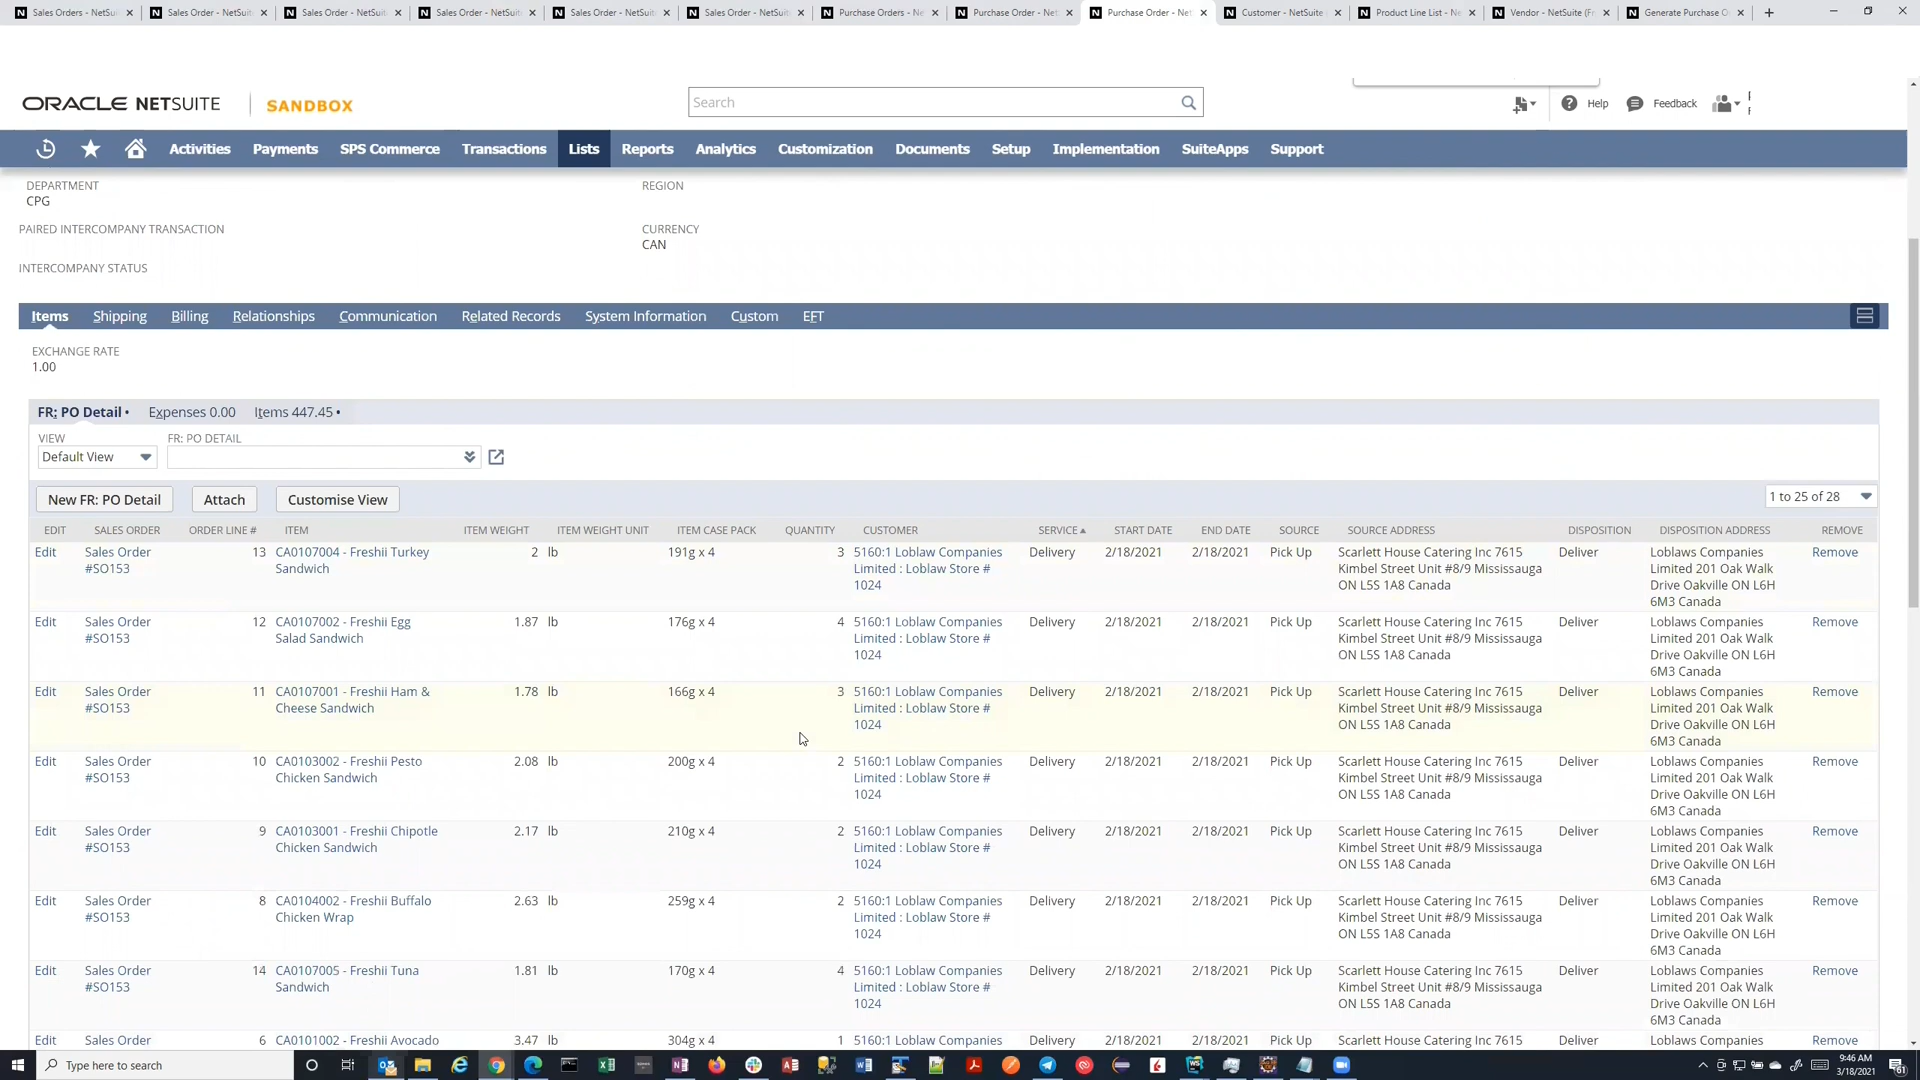 Sales Orders - NetSui
Sales Order - NetSui
Sales Order - NetSui
Sales Order - NetSuit
Sales Order - NetSui
Sales Order - NetSuit
Purchase Orders - Ne
Purchase Order - Net
Purchase Order - Net
Customer - NetSuite
Product Line List - Ne
Vendor - NetSuite (Fr
Generate Purchase O
ORACLE NETSUITE SANDBOX
Search
Help
Feedback
Activities Payments SPS Commerce Transactions Lists Reports Analytics Customization Documents Setup Implementation SuiteApps Support
DEPARTMENT
CPG
REGION
PAIRED INTERCOMPANY TRANSACTION
CURRENCY
CAN
INTERCOMPANY STATUS
Items Shipping Billing Relationships Communication Related Records System Information Custom EFT
EXCHANGE RATE
1.00
FR: PO Detail • Expenses 0.00 Items 447.45 •
VIEW FR: PO DETAIL
Default View
New FR: PO Detail Attach Customise View 1 to 25 of 28
EDIT SALES ORDER ORDER LINE # ITEM ITEM WEIGHT ITEM WEIGHT UNIT ITEM CASE PACK QUANTITY CUSTOMER SERVICE START DATE END DATE SOURCE SOURCE ADDRESS DISPOSITION DISPOSITION ADDRESS REMOVE
Edit Sales Order 13 CA0107004 - Freshii Turkey 2 lb 191g x 4 3 5160:1 Loblaw Companies Delivery 2/18/2021 2/18/2021 Pick Up Scarlett House Catering Inc 7615 Deliver Loblaws Companies Remove
#SO153 Sandwich Limited : Loblaw Store # Kimbel Street Unit #8/9 Mississauga Limited 201 Oak Walk
1024 ON L5S 1A8 Canada Drive Oakville ON L6H
6M3 Canada
Edit Sales Order 12 CA0107002 - Freshii Egg 1.87 lb 176g x 4 4 5160:1 Loblaw Companies Delivery 2/18/2021 2/18/2021 Pick Up Scarlett House Catering Inc 7615 Deliver Loblaws Companies Remove
#SO153 Salad Sandwich Limited : Loblaw Store # Kimbel Street Unit #8/9 Mississauga Limited 201 Oak Walk
1024 ON L5S 1A8 Canada Drive Oakville ON L6H
6M3 Canada
Edit Sales Order 11 CA0107001 - Freshii Ham & 1.78 lb 166g x 4 3 5160:1 Loblaw Companies Delivery 2/18/2021 2/18/2021 Pick Up Scarlett House Catering Inc 7615 Deliver Loblaws Companies Remove
#SO153 Cheese Sandwich Limited : Loblaw Store # Kimbel Street Unit #8/9 Mississauga Limited 201 Oak Walk
1024 ON L5S 1A8 Canada Drive Oakville ON L6H
6M3 Canada
Edit Sales Order 10 CA0103002 - Freshii Pesto 2.08 lb 200g x 4 2 5160:1 Loblaw Companies Delivery 2/18/2021 2/18/2021 Pick Up Scarlett House Catering Inc 7615 Deliver Loblaws Companies Remove
#SO153 Chicken Sandwich Limited : Loblaw Store # Kimbel Street Unit #8/9 Mississauga Limited 201 Oak Walk
1024 ON L5S 1A8 Canada Drive Oakville ON L6H
6M3 Canada
Edit Sales Order 9 CA0103001 - Freshii Chipotle 2.17 lb 210g x 4 2 5160:1 Loblaw Companies Delivery 2/18/2021 2/18/2021 Pick Up Scarlett House Catering Inc 7615 Deliver Loblaws Companies Remove
#SO153 Chicken Sandwich Limited : Loblaw Store # Kimbel Street Unit #8/9 Mississauga Limited 201 Oak Walk
1024 ON L5S 1A8 Canada Drive Oakville ON L6H
6M3 Canada
Edit Sales Order 8 CA0104002 - Freshii Buffalo 2.63 lb 259g x 4 2 5160:1 Loblaw Companies Delivery 2/18/2021 2/18/2021 Pick Up Scarlett House Catering Inc 7615 Deliver Loblaws Companies Remove
#SO153 Chicken Wrap Limited : Loblaw Store # Kimbel Street Unit #8/9 Mississauga Limited 201 Oak Walk
1024 ON L5S 1A8 Canada Drive Oakville ON L6H
6M3 Canada
Edit Sales Order 14 CA0107005 - Freshii Tuna 1.81 lb 170g x 4 4 5160:1 Loblaw Companies Delivery 2/18/2021 2/18/2021 Pick Up Scarlett House Catering Inc 7615 Deliver Loblaws Companies Remove
#SO153 Sandwich Limited : Loblaw Store # Kimbel Street Unit #8/9 Mississauga Limited 201 Oak Walk
1024 ON L5S 1A8 Canada Drive Oakville ON L6H
6M3 Canada
Edit Sales Order 6 CA0101002 - Freshii Avocado 3.47 lb 304g x 4 1 5160:1 Loblaw Companies Delivery 2/18/2021 2/18/2021 Pick Up Scarlett House Catering Inc 7615 Deliver Loblaws Companies Remove
Type here to search
9:46 AM
3/18/2021
61